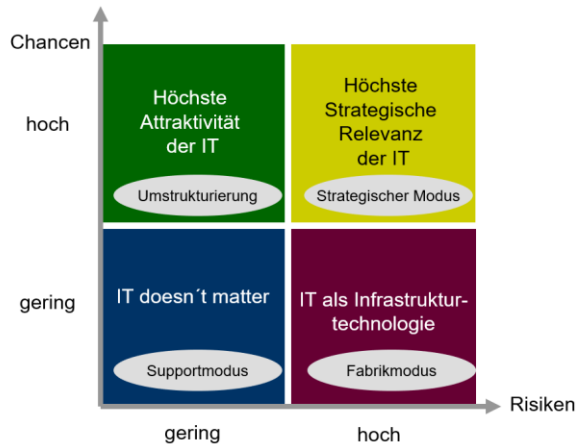 Chancen
hoch
Höchste
Attraktivität
der IT
Umstrukturierung
Höchste
Strategische
Relevanz
der IT
Strategischer Modus
gering
IT doesn´t matter
Supportmodus
IT als Infrastruktur-
technologie
Fabrikmodus
Risiken
gering
hoch